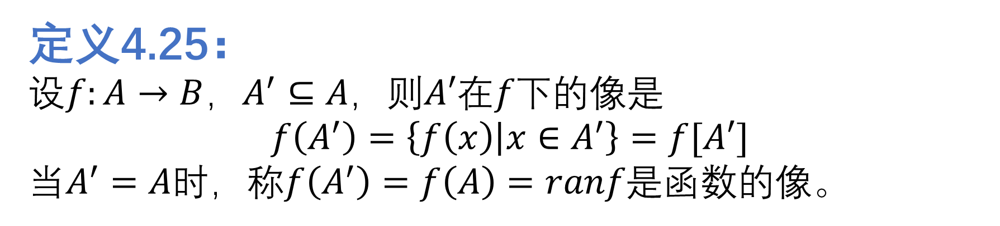 定义4.25：
设f: A → B，A′ ⊆ A，则A′在f下的像是
f(A′) = {f(x)|x ∈ A′} = f[A′]
当A′ = A时，称f(A′) = f(A) = ranf是函数的像。